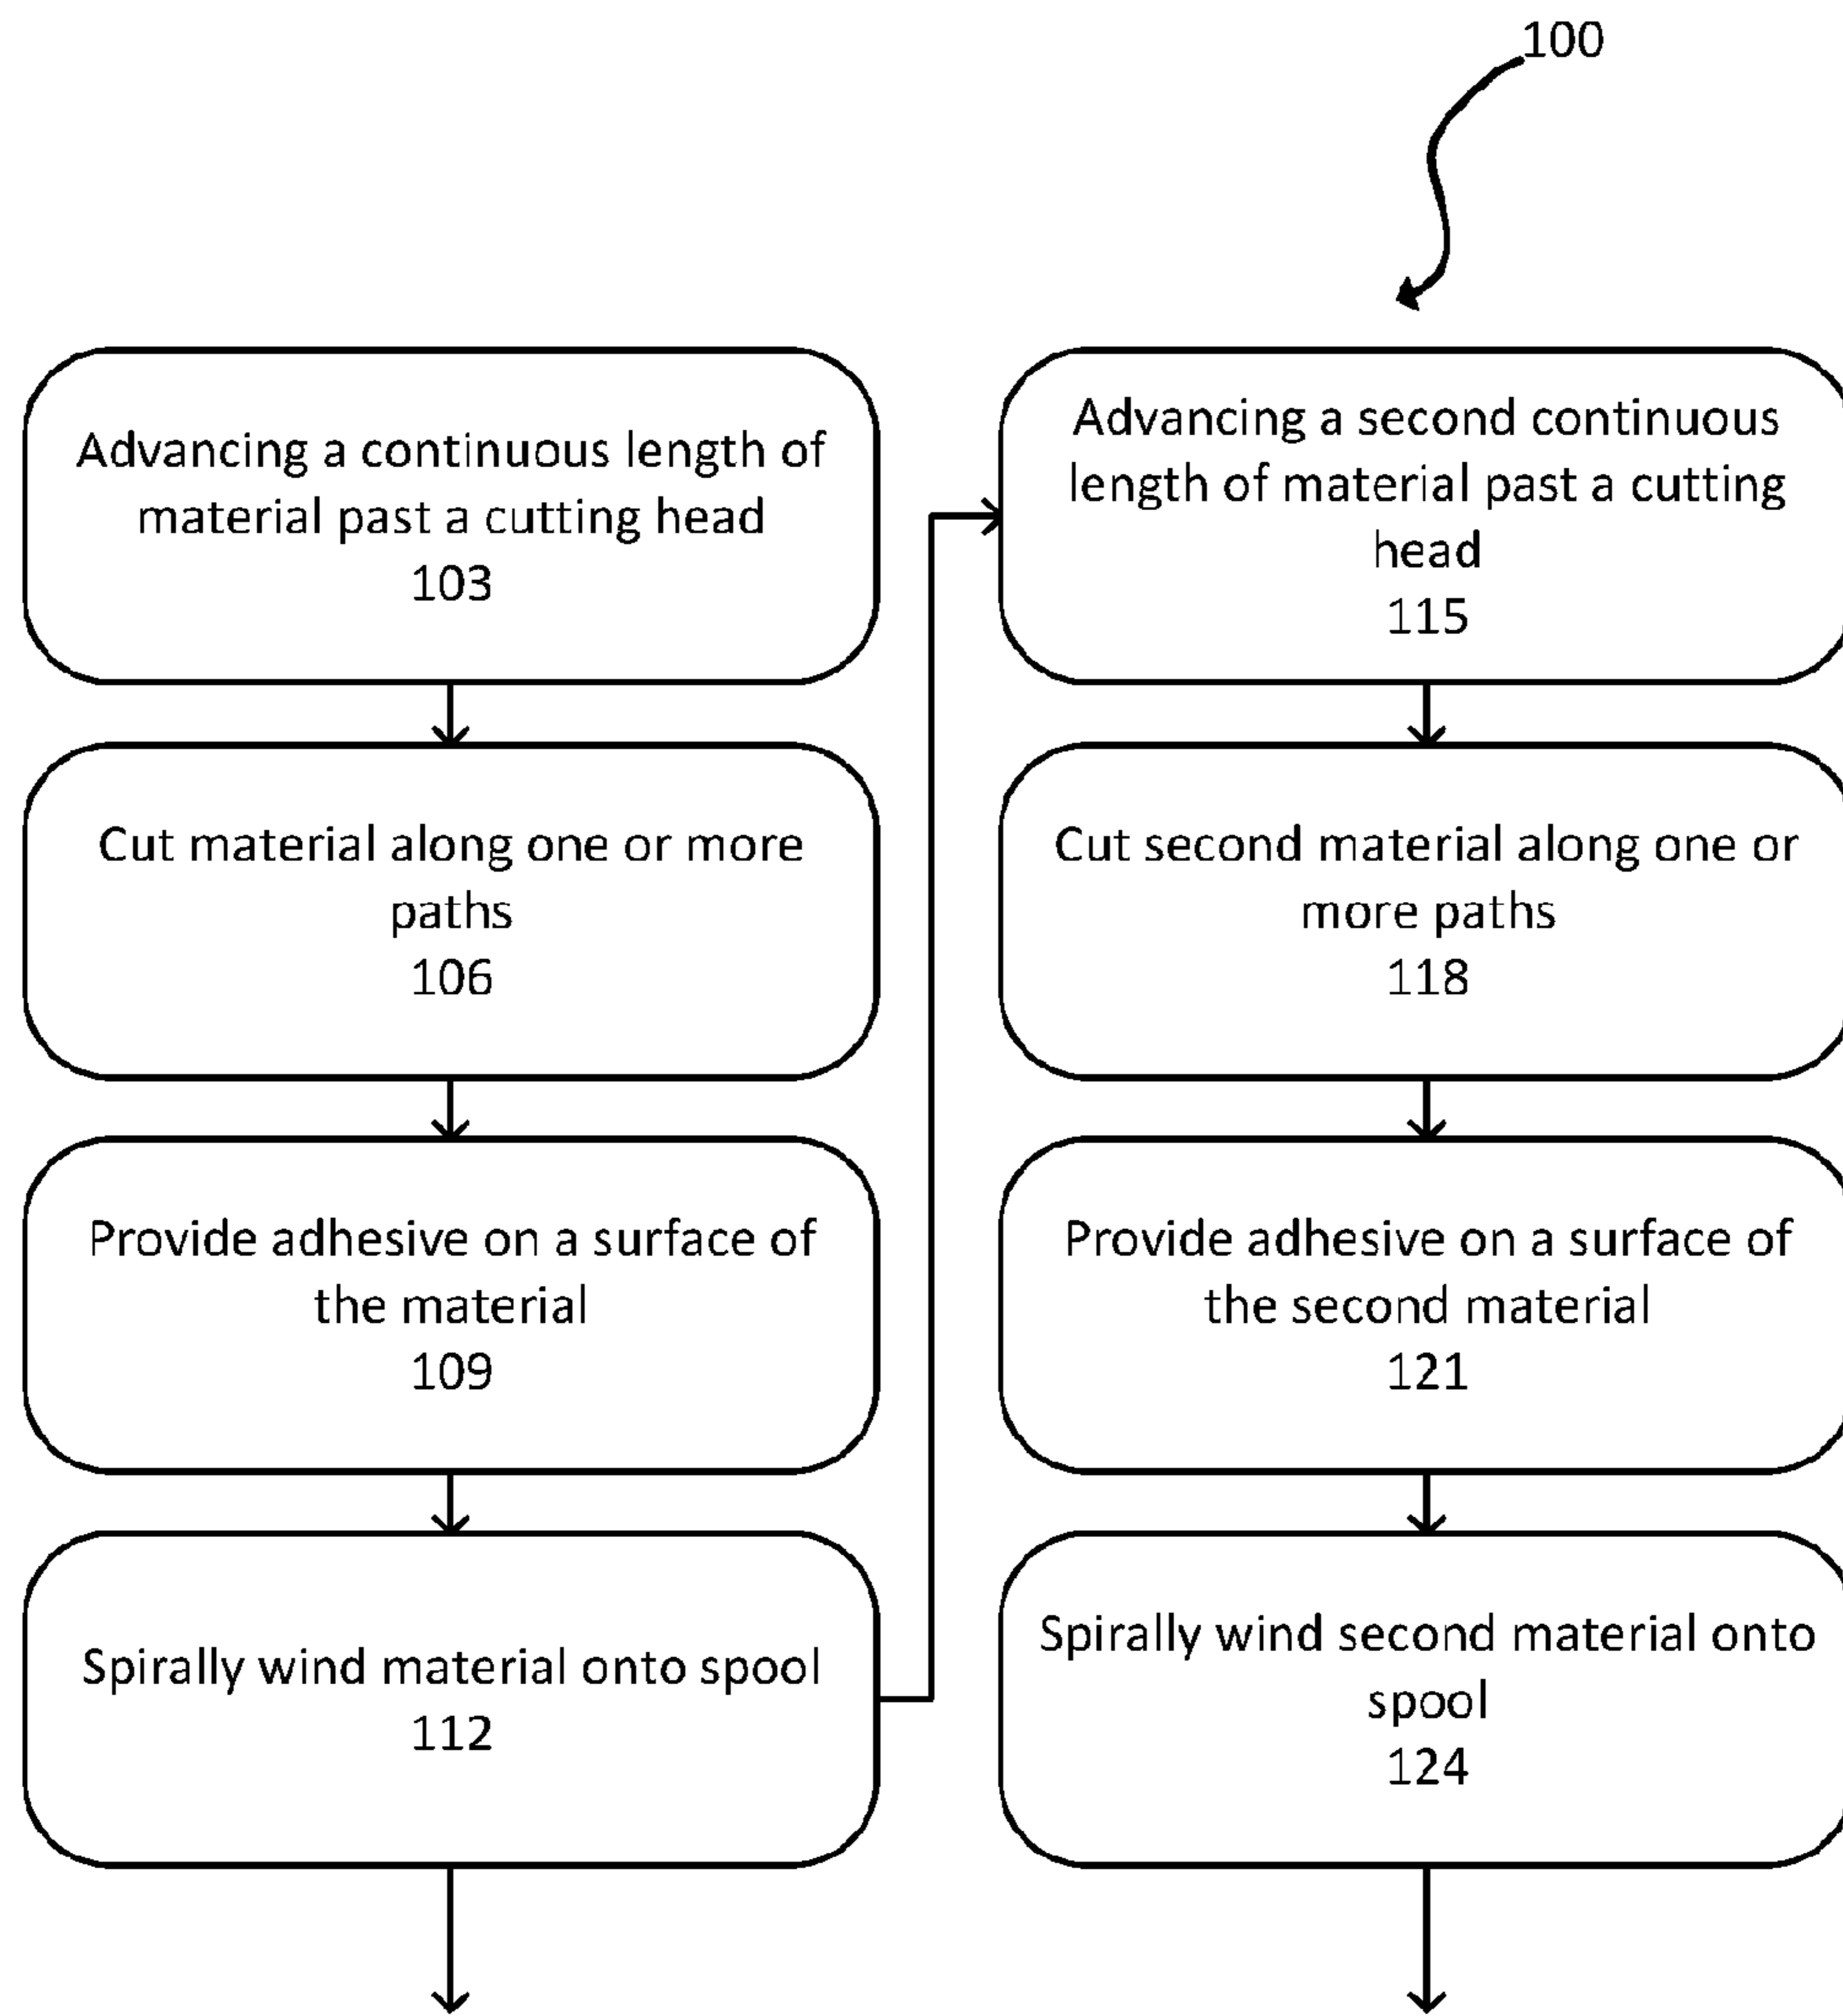 100
Advancing a continuous length of
material past a cutting head
103
Cut material along one or more
paths
106
Provide adhesive on a surface of
the material
109
Spirally wind material onto spool
112
Advancing a second continuous
length of material past a cutting
head
115
Cut second material along one or
more paths
118
Provide adhesive on a surface of
the second material
121
Spirally wind second material onto
spool
124